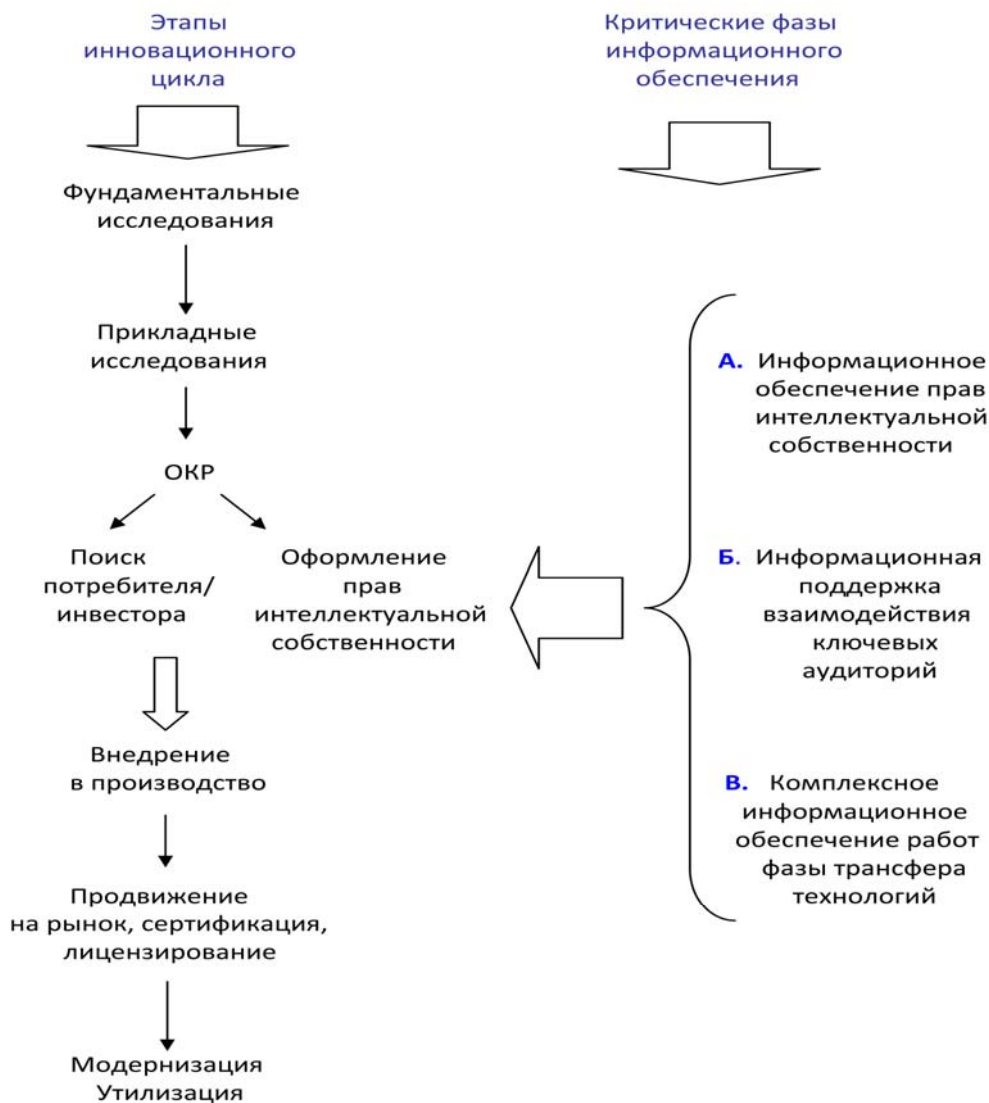 Этапы
инновационного
цикла
Фундаментальные
исследования
Прикладные
исследования
ОКР
Поиск
потребителя/
инвестора
Оформление
прав
интеллектуальной
собственности
Внедрение
в производство
Продвижение
на рынок, сертификация,
лицензирование
Модернизация
Утилизация
Критические фазы
информационного
обеспечения
А. Информационное
обеспечение прав
интеллектуальной
собственности
Б. Информационная
поддержка
взаимодействия
ключевых
аудиторий
В. Комплексное
информационное
обеспечение работ
фазы трансфера
технологий